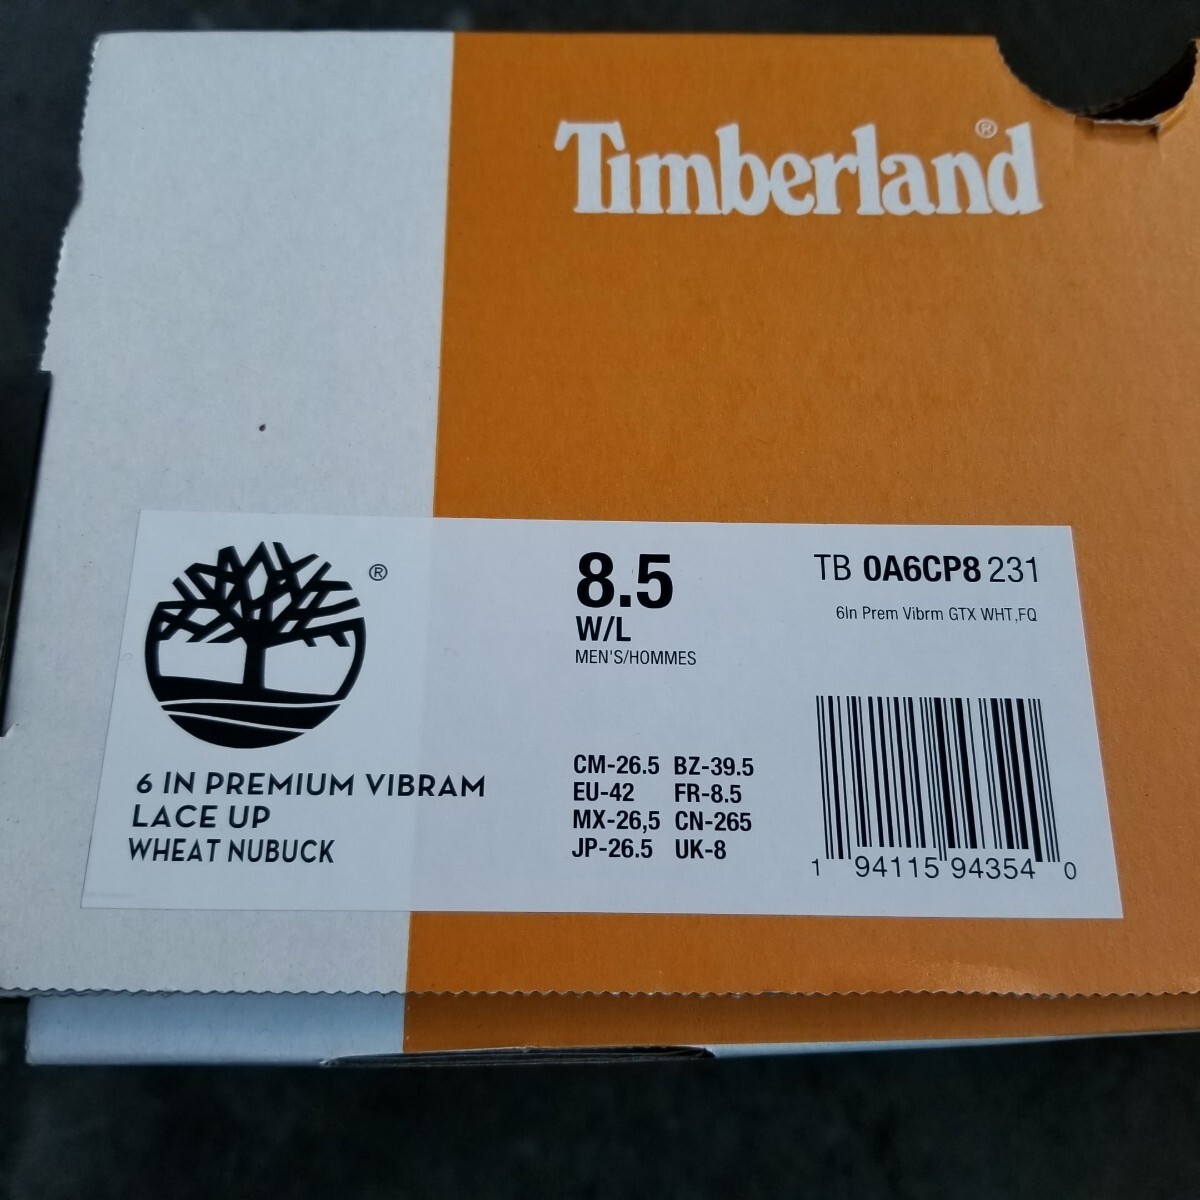 Timberland®
®
6 IN PREMIUM VIBRAM
LACE UP
WHEAT NUBUCK
8.5
W/L
MEN'S/HOMMES
CM-26.5 BZ-39.5
EU-42 FR-8.5
MX-26,5 CN-265
JP-26.5 UK-8
TB 0A6CP8 231
6In Prem Vibrm GTX WHT,FQ
1 94115 94354 0